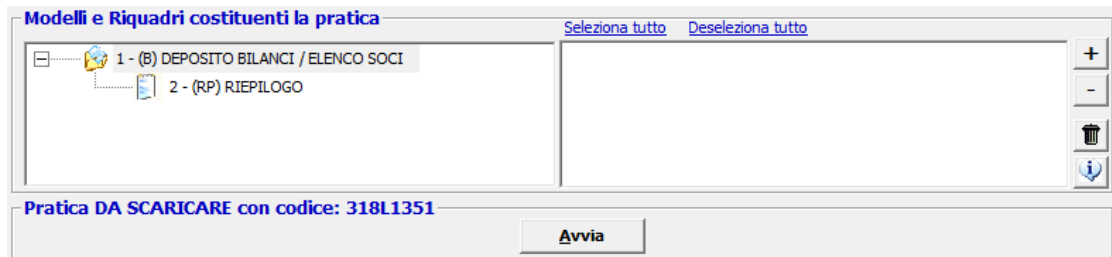 Modelli e Riquadri costituenti la pratica
Seleziona tutto Deseleziona tutto
1 - (B) DEPOSITO BILANCI / ELENCO SOCI
2 - (RP) RIEPILOGO
+
-
Pratica DA SCARICARE con codice: 318L1351
Avvia